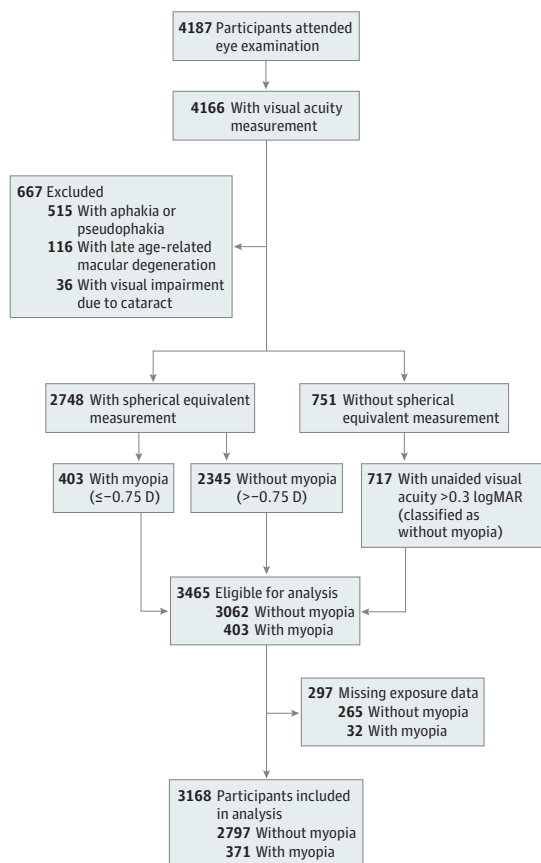 4187 Participants attended
eye examination
4166 With visual acuity
measurement
667 Excluded
515 With aphakia or
pseudophakia
116 With late age-related
macular degeneration
36 With visual impairment
due to cataract
2748 With spherical equivalent
measurement
751 Without spherical
equivalent measurement
403 With myopia
(≤−0.75 D)
2345 Without myopia
(>−0.75 D)
717 With unaided visual
acuity >0.3 logMAR
(classified as
without myopia)
3465 Eligible for analysis
3062 Without myopia
403 With myopia
297 Missing exposure data
265 Without myopia
32 With myopia
3168 Participants included
in analysis
2797 Without myopia
371 With myopia